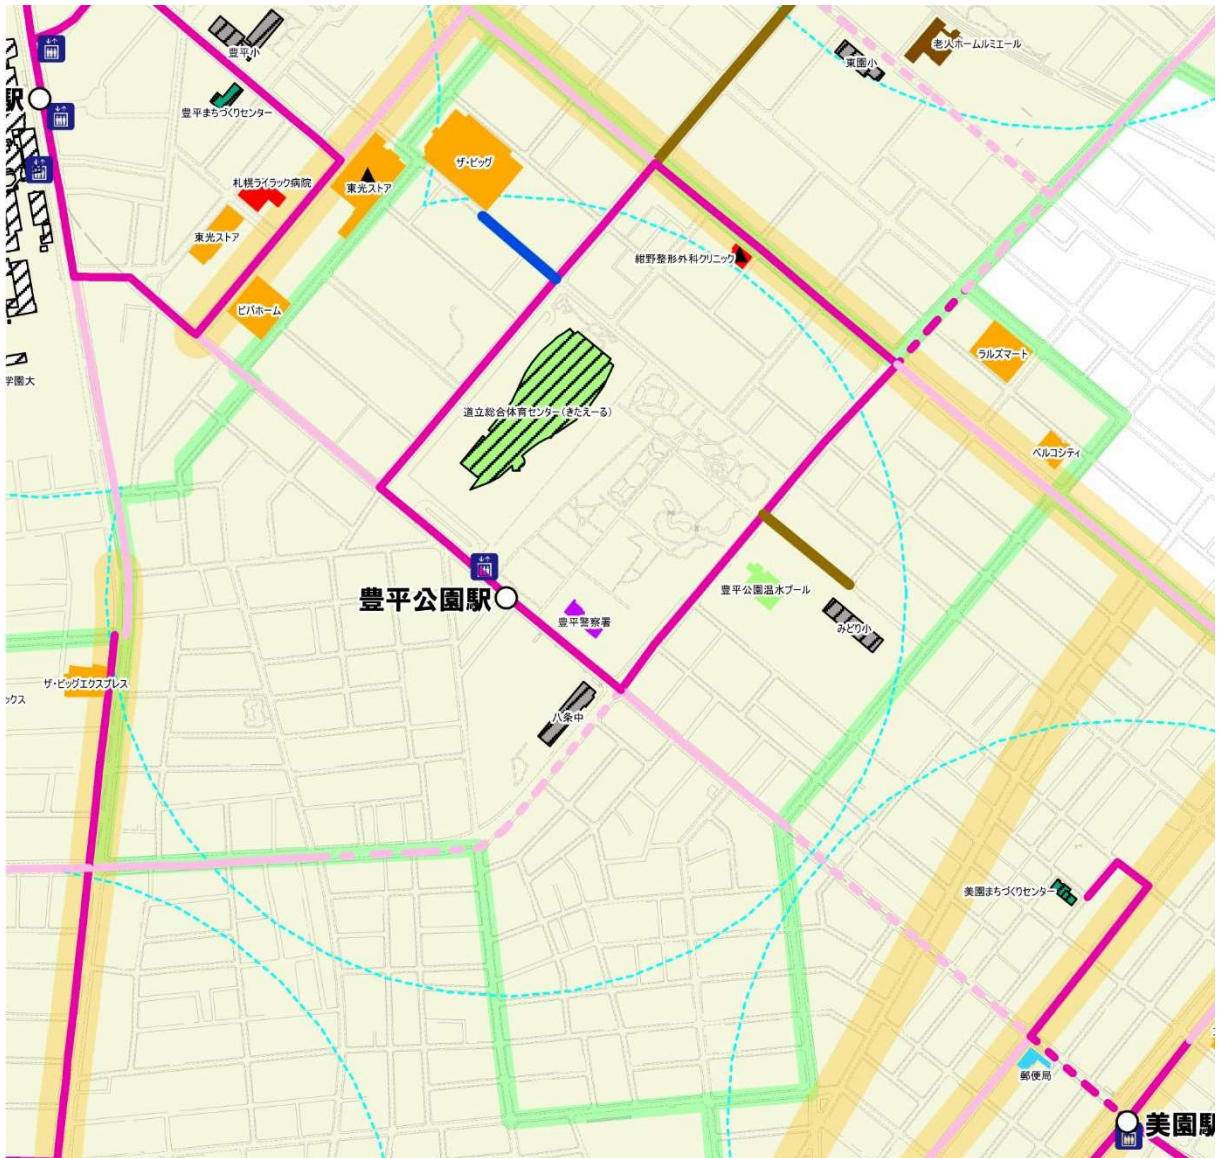 豊平小
老人ホームルミエール
東園小
駅
豊平まちづくりセンター
ザ・ビッグ
札幌ライラック病院
東光ストア
東光ストア
紺野整形外科クリニック
ビバホーム
ラルズマート
学園大
道立総合体育センター(きたえーる)
ベルコシティ
豊平公園駅
豊平公園温水プール
豊平警察署
みどり小
ザ・ビッグエクスプレス
ックス
八条中
美園まちづくりセンター
郵便局
美園駅